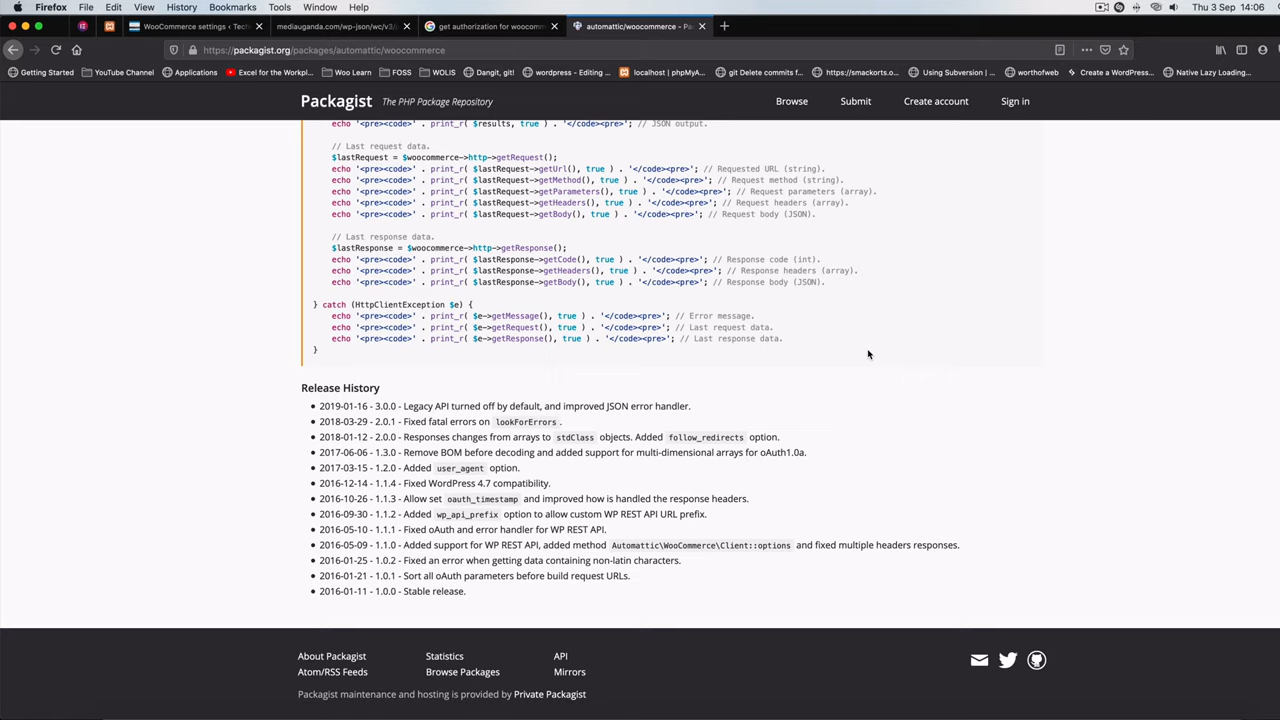 Firefox File Edit View History Bookmarks Tools Window Help Thu 3 Sep 14:06
WooCommerce settings ‹ Tech
mediauganda.com/wp-json/wc/v3/
get authorization for woocomm
automattic/woocommerce - Pac
https://packagist.org/packages/automattic/woocommerce
Getting Started YouTube Channel Applications Excel for the Workpl... Woo Learn FOSS WOLIS Dangit, git! wordpress - Editing ... localhost | phpMyA... git Delete commits f... https://smackorts.o... Using Subversion | ... worthofweb Create a WordPress... Native Lazy Loading...
Packagist The PHP Package Repository
Browse Submit Create account Sign in
echo '<pre><code>' . print_r( $results, true ) . '</code><pre>'; // JSON output.
// Last request data.
$lastRequest = $woocommerce->http->getRequest();
echo '<pre><code>' . print_r( $lastRequest->getUrl(), true ) . '</code><pre>'; // Requested URL (string).
echo '<pre><code>' . print_r( $lastRequest->getMethod(), true ) . '</code><pre>'; // Request method (string).
echo '<pre><code>' . print_r( $lastRequest->getParameters(), true ) . '</code><pre>'; // Request parameters (array).
echo '<pre><code>' . print_r( $lastRequest->getHeaders(), true ) . '</code><pre>'; // Request headers (array).
echo '<pre><code>' . print_r( $lastRequest->getBody(), true ) . '</code><pre>'; // Request body (JSON).
// Last response data.
$lastResponse = $woocommerce->http->getResponse();
echo '<pre><code>' . print_r( $lastResponse->getCode(), true ) . '</code><pre>'; // Response code (int).
echo '<pre><code>' . print_r( $lastResponse->getHeaders(), true ) . '</code><pre>'; // Response headers (array).
echo '<pre><code>' . print_r( $lastResponse->getBody(), true ) . '</code><pre>'; // Response body (JSON).
} catch (HttpClientException $e) {
echo '<pre><code>' . print_r( $e->getMessage(), true ) . '</code><pre>'; // Error message.
echo '<pre><code>' . print_r( $e->getRequest(), true ) . '</code><pre>'; // Last request data.
echo '<pre><code>' . print_r( $e->getResponse(), true ) . '</code><pre>'; // Last response data.
}
Release History
2019-01-16 - 3.0.0 - Legacy API turned off by default, and improved JSON error handler.
2018-03-29 - 2.0.1 - Fixed fatal errors on lookForErrors .
2018-01-12 - 2.0.0 - Responses changes from arrays to stdClass objects. Added follow_redirects option.
2017-06-06 - 1.3.0 - Remove BOM before decoding and added support for multi-dimensional arrays for oAuth1.0a.
2017-03-15 - 1.2.0 - Added user_agent option.
2016-12-14 - 1.1.4 - Fixed WordPress 4.7 compatibility.
2016-10-26 - 1.1.3 - Allow set oauth_timestamp and improved how is handled the response headers.
2016-09-30 - 1.1.2 - Added wp_api_prefix option to allow custom WP REST API URL prefix.
2016-05-10 - 1.1.1 - Fixed oAuth and error handler for WP REST API.
2016-05-09 - 1.1.0 - Added support for WP REST API, added method Automattic\WooCommerce\Client::options and fixed multiple headers responses.
2016-01-25 - 1.0.2 - Fixed an error when getting data containing non-latin characters.
2016-01-21 - 1.0.1 - Sort all oAuth parameters before build request URLs.
2016-01-11 - 1.0.0 - Stable release.
About Packagist Statistics API
Atom/RSS Feeds Browse Packages Mirrors
Packagist maintenance and hosting is provided by Private Packagist